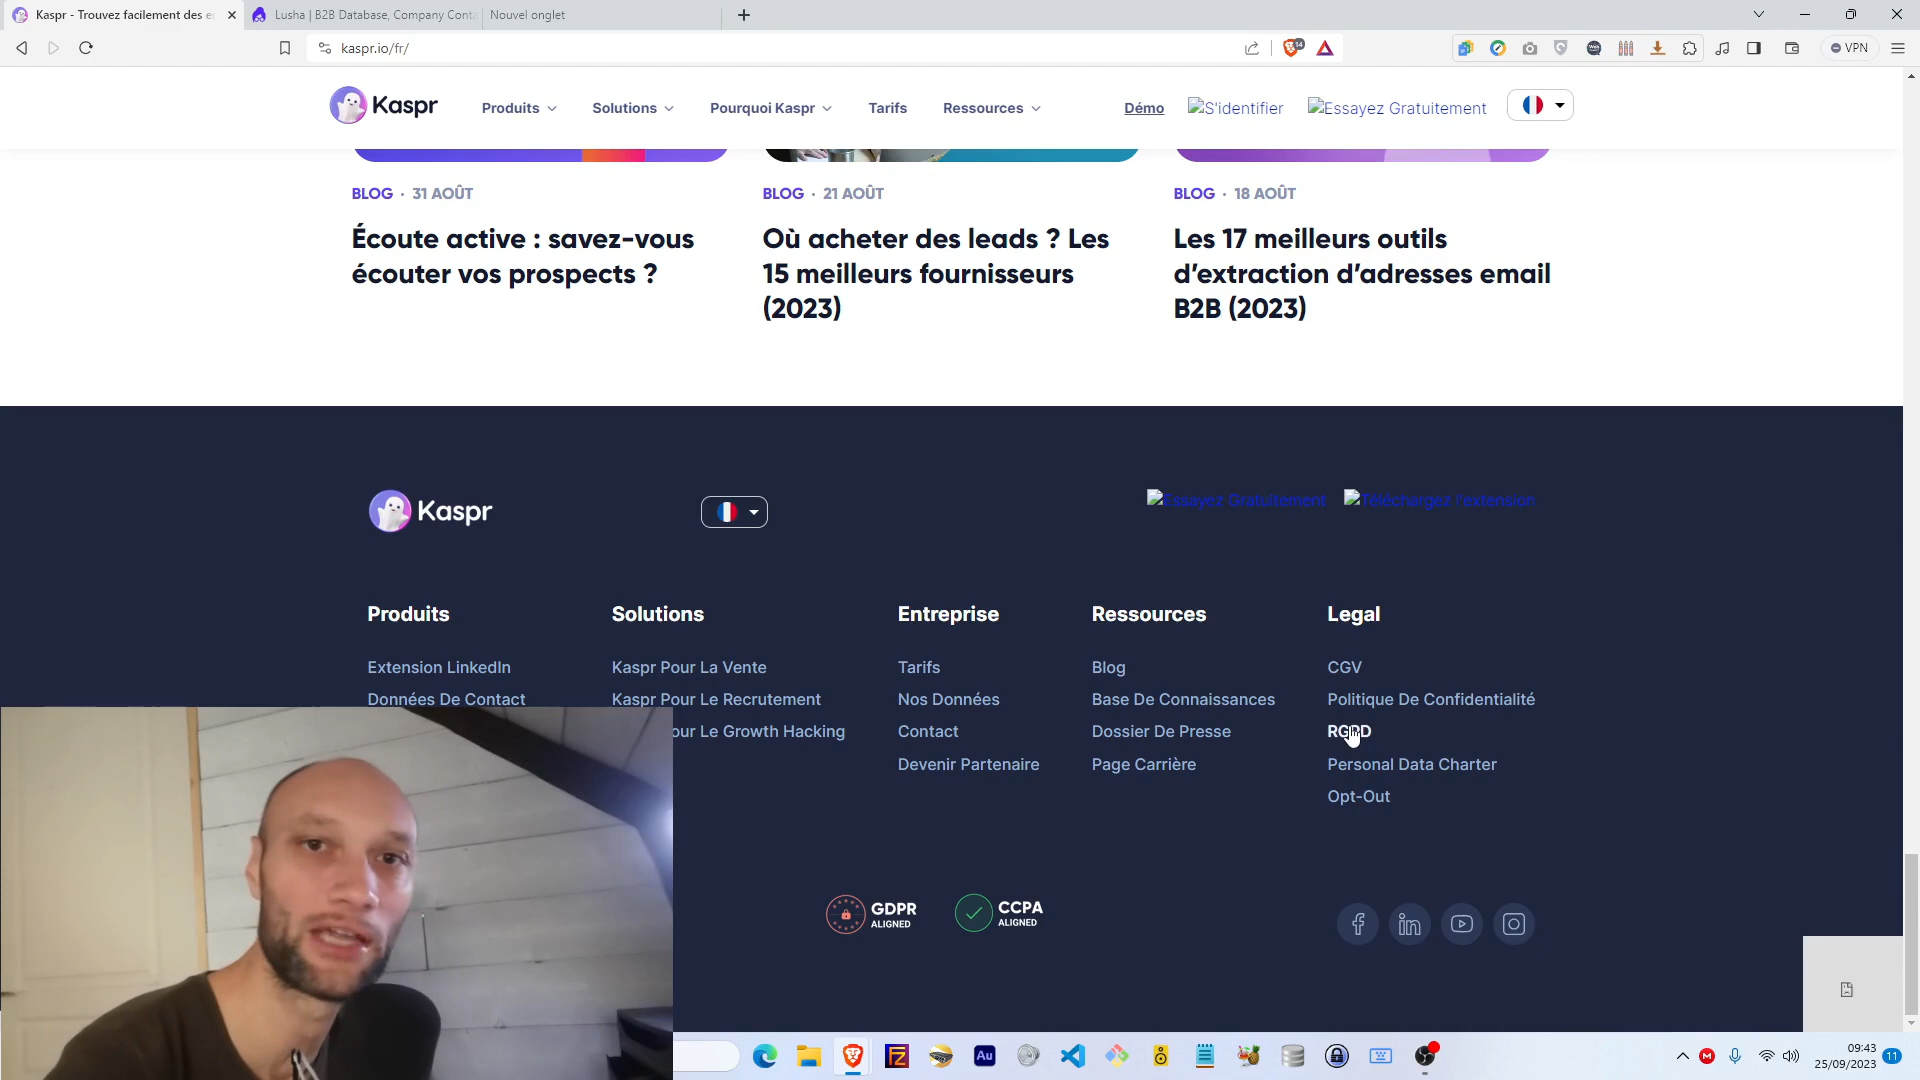 Kaspr - Trouvez facilement des e
Lusha | B2B Database, Company Conta
Nouvel onglet
kaspr.io/fr/
14
VPN
Kaspr
Produits
Solutions
Pourquoi Kaspr
Tarifs
Ressources
Démo
S'identifier
Essayez Gratuitement
BLOG · 31 AOÛT
Écoute active : savez-vous
écouter vos prospects ?
BLOG · 21 AOÛT
Où acheter des leads ? Les
15 meilleurs fournisseurs
(2023)
BLOG · 18 AOÛT
Les 17 meilleurs outils
d’extraction d’adresses email
B2B (2023)
Kaspr
Essayez Gratuitement
Téléchargez l'extension
Produits
Extension LinkedIn
Données De Contact
Solutions
Kaspr Pour La Vente
Kaspr Pour Le Recrutement
our Le Growth Hacking
Entreprise
Tarifs
Nos Données
Contact
Devenir Partenaire
Ressources
Blog
Base De Connaissances
Dossier De Presse
Page Carrière
Legal
CGV
Politique De Confidentialité
RGPD
Personal Data Charter
Opt-Out
GDPR
ALIGNED
CCPA
ALIGNED
Au
09:43
25/09/2023
11